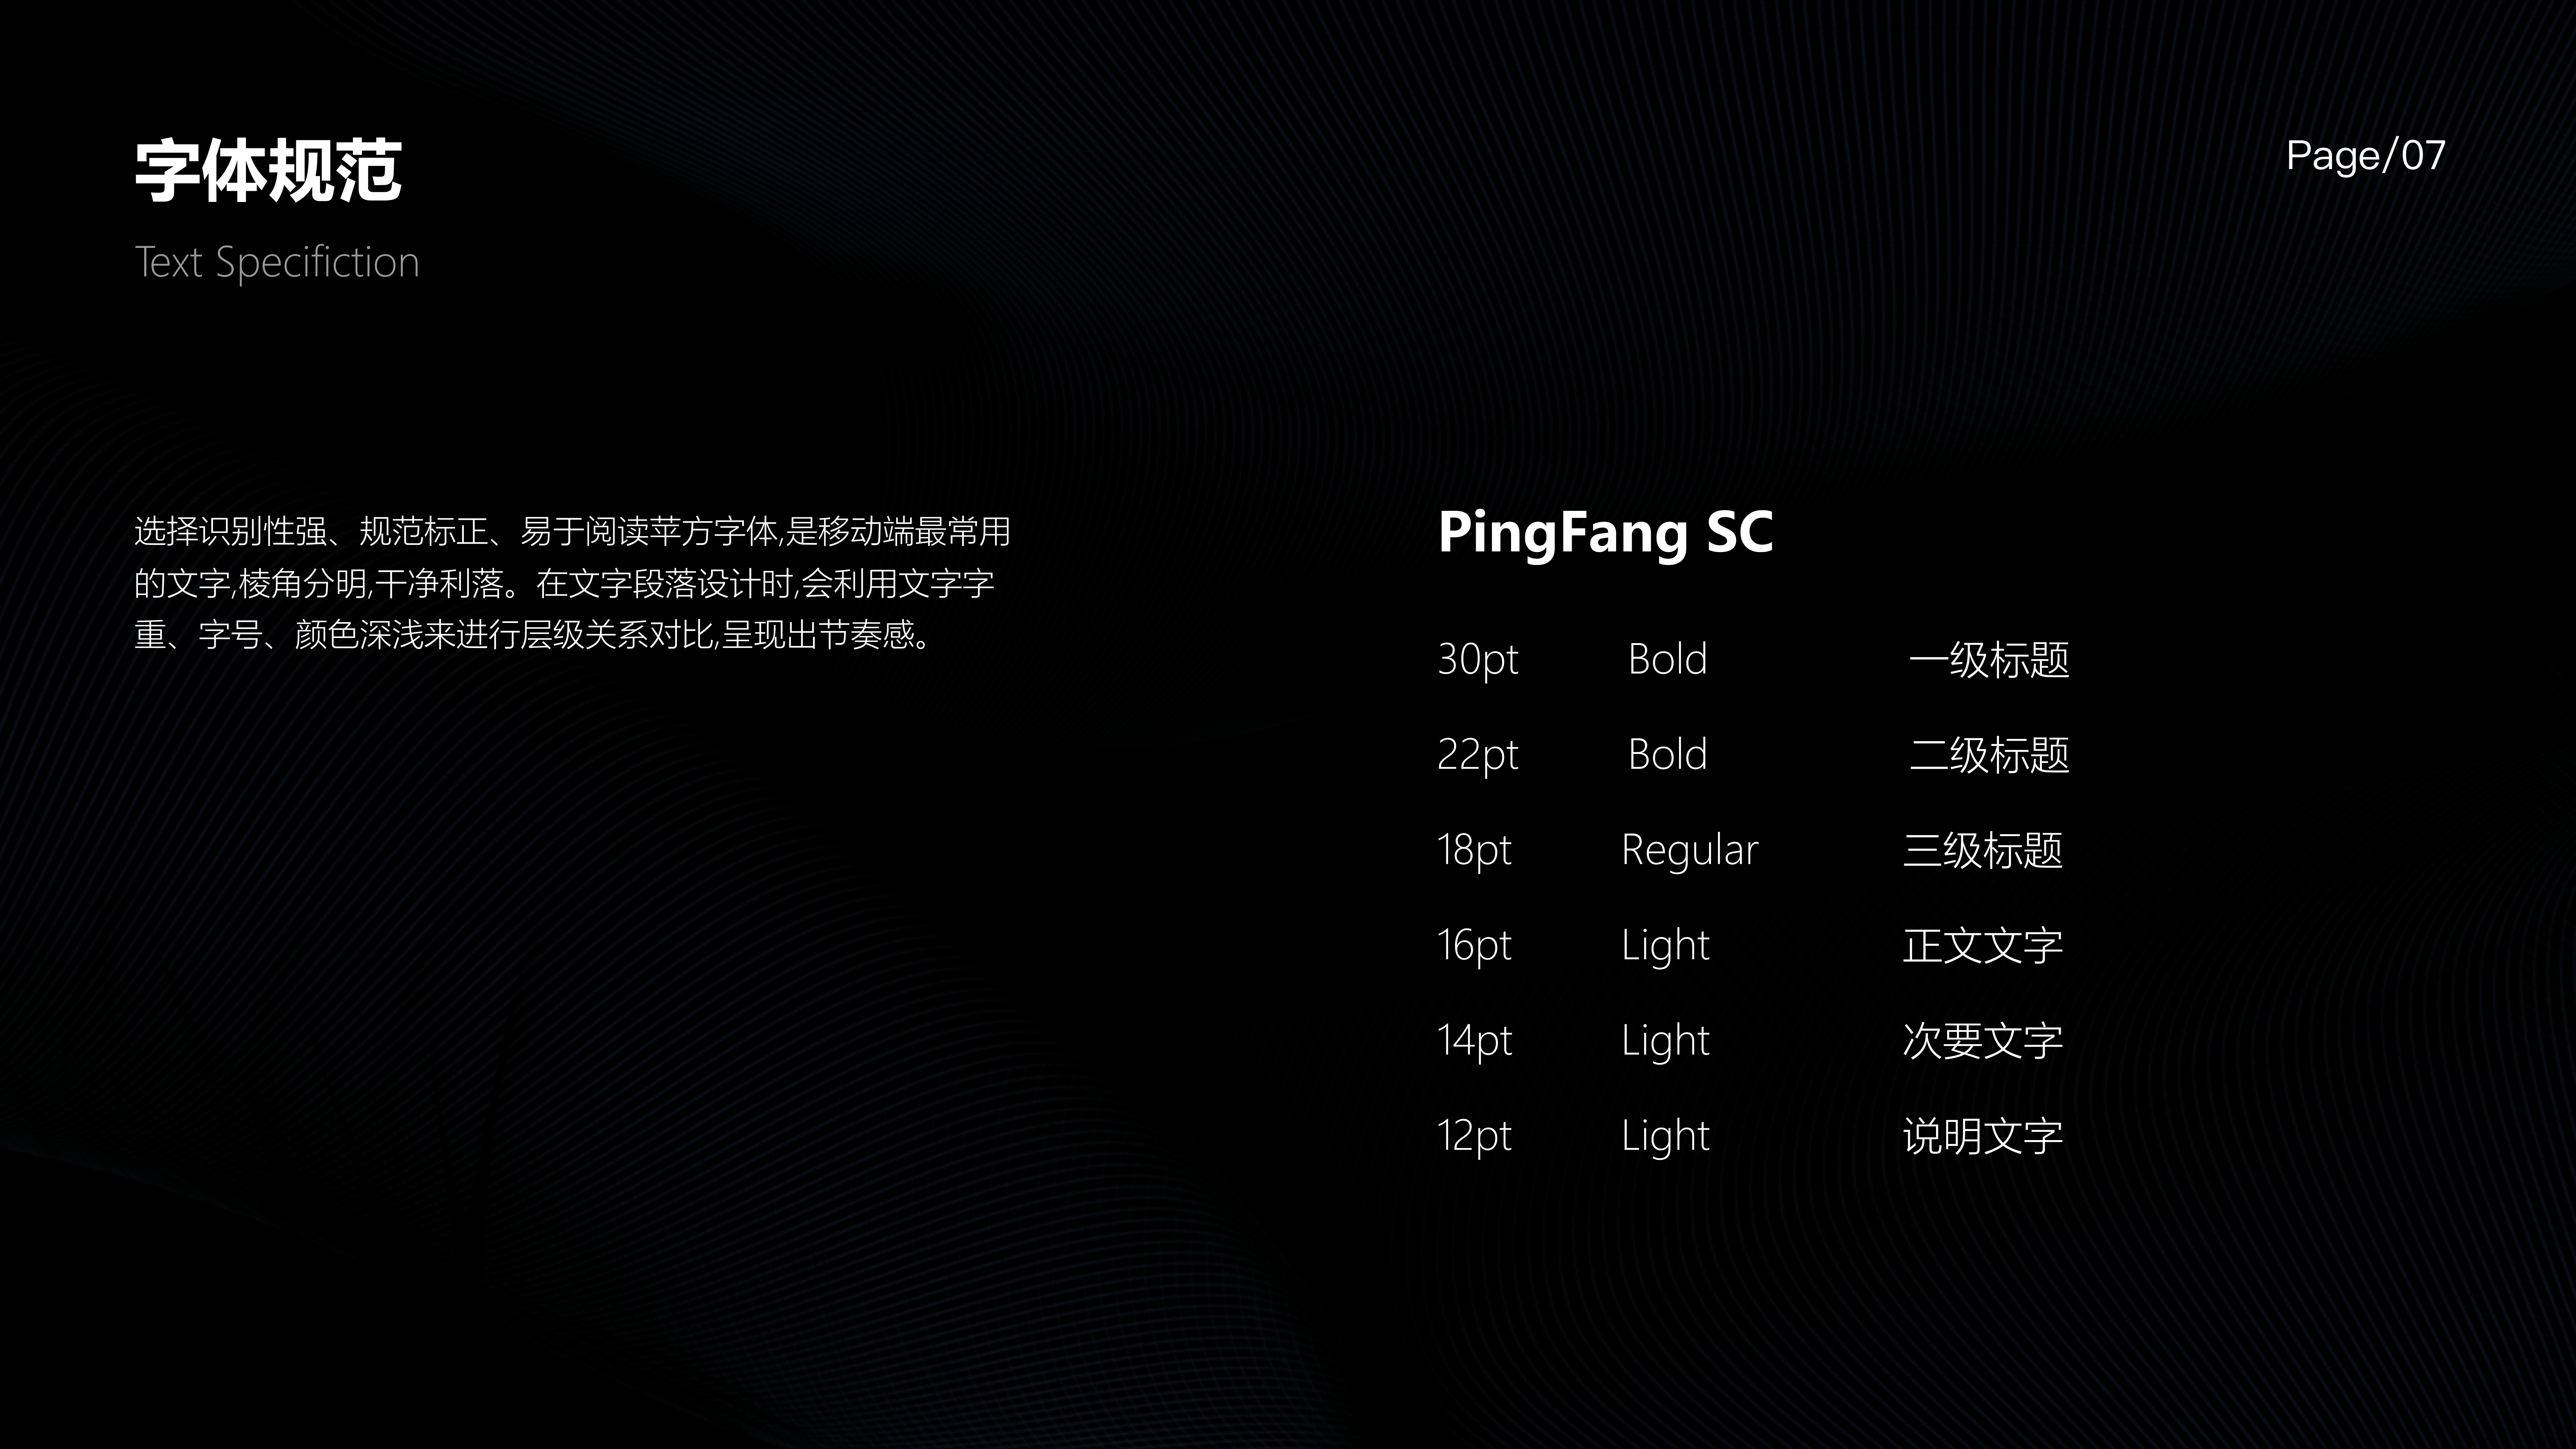 字体规范
Page/07
Text Specifiction
选择识别性强、规范标正、易于阅读苹方字体,是移动端最常用
的文字,棱角分明,干净利落。在文字段落设计时,会利用文字字
重、字号、颜色深浅来进行层级关系对比,呈现出节奏感。
PingFang SC
30pt Bold 一级标题
22pt Bold 二级标题
18pt Regular 三级标题
16pt Light 正文文字
14pt Light 次要文字
12pt Light 说明文字